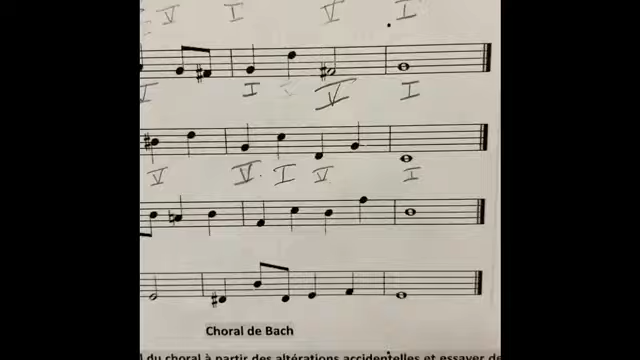 V I V I
V I V V I
V V. I V I
Choral de Bach
du choral à partir des altérations accidentelles et essayer de